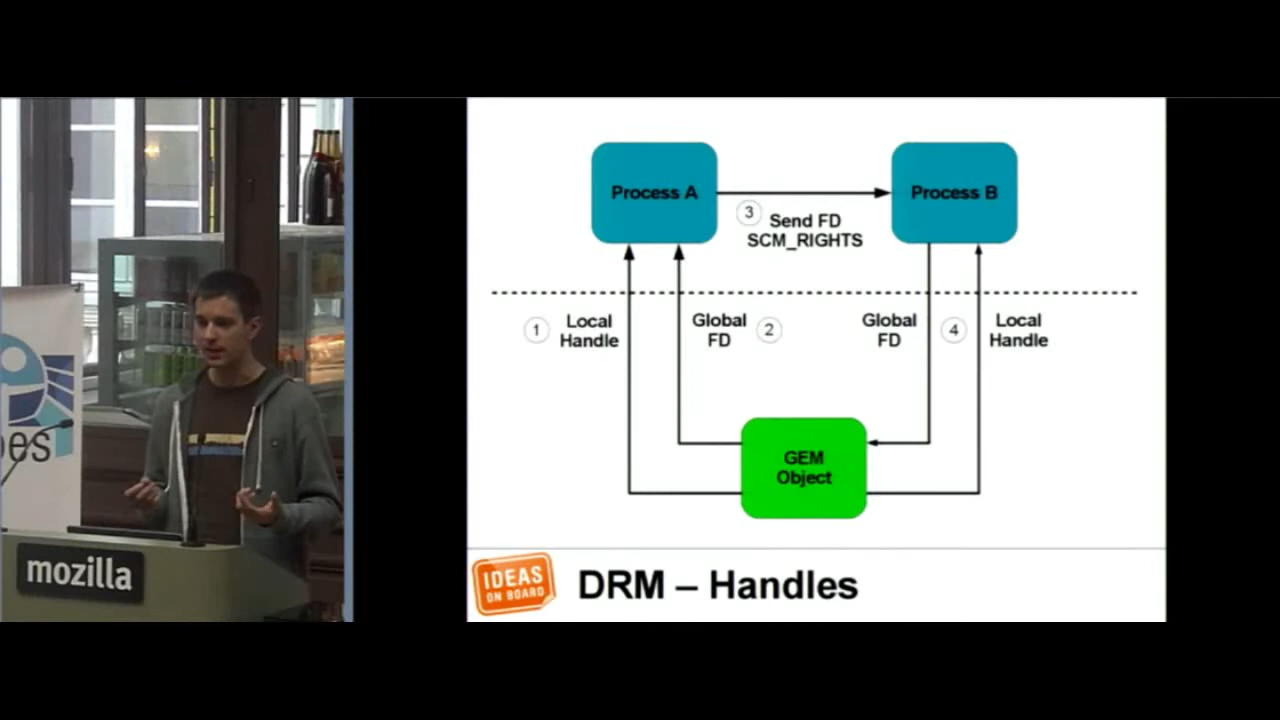 Process A
Process B
3
Send FD
SCM_RIGHTS
1
Local
Handle
Global
FD
2
Global
FD
4
Local
Handle
GEM
Object
IDEAS
ON BOARD
DRM – Handles
mozilla